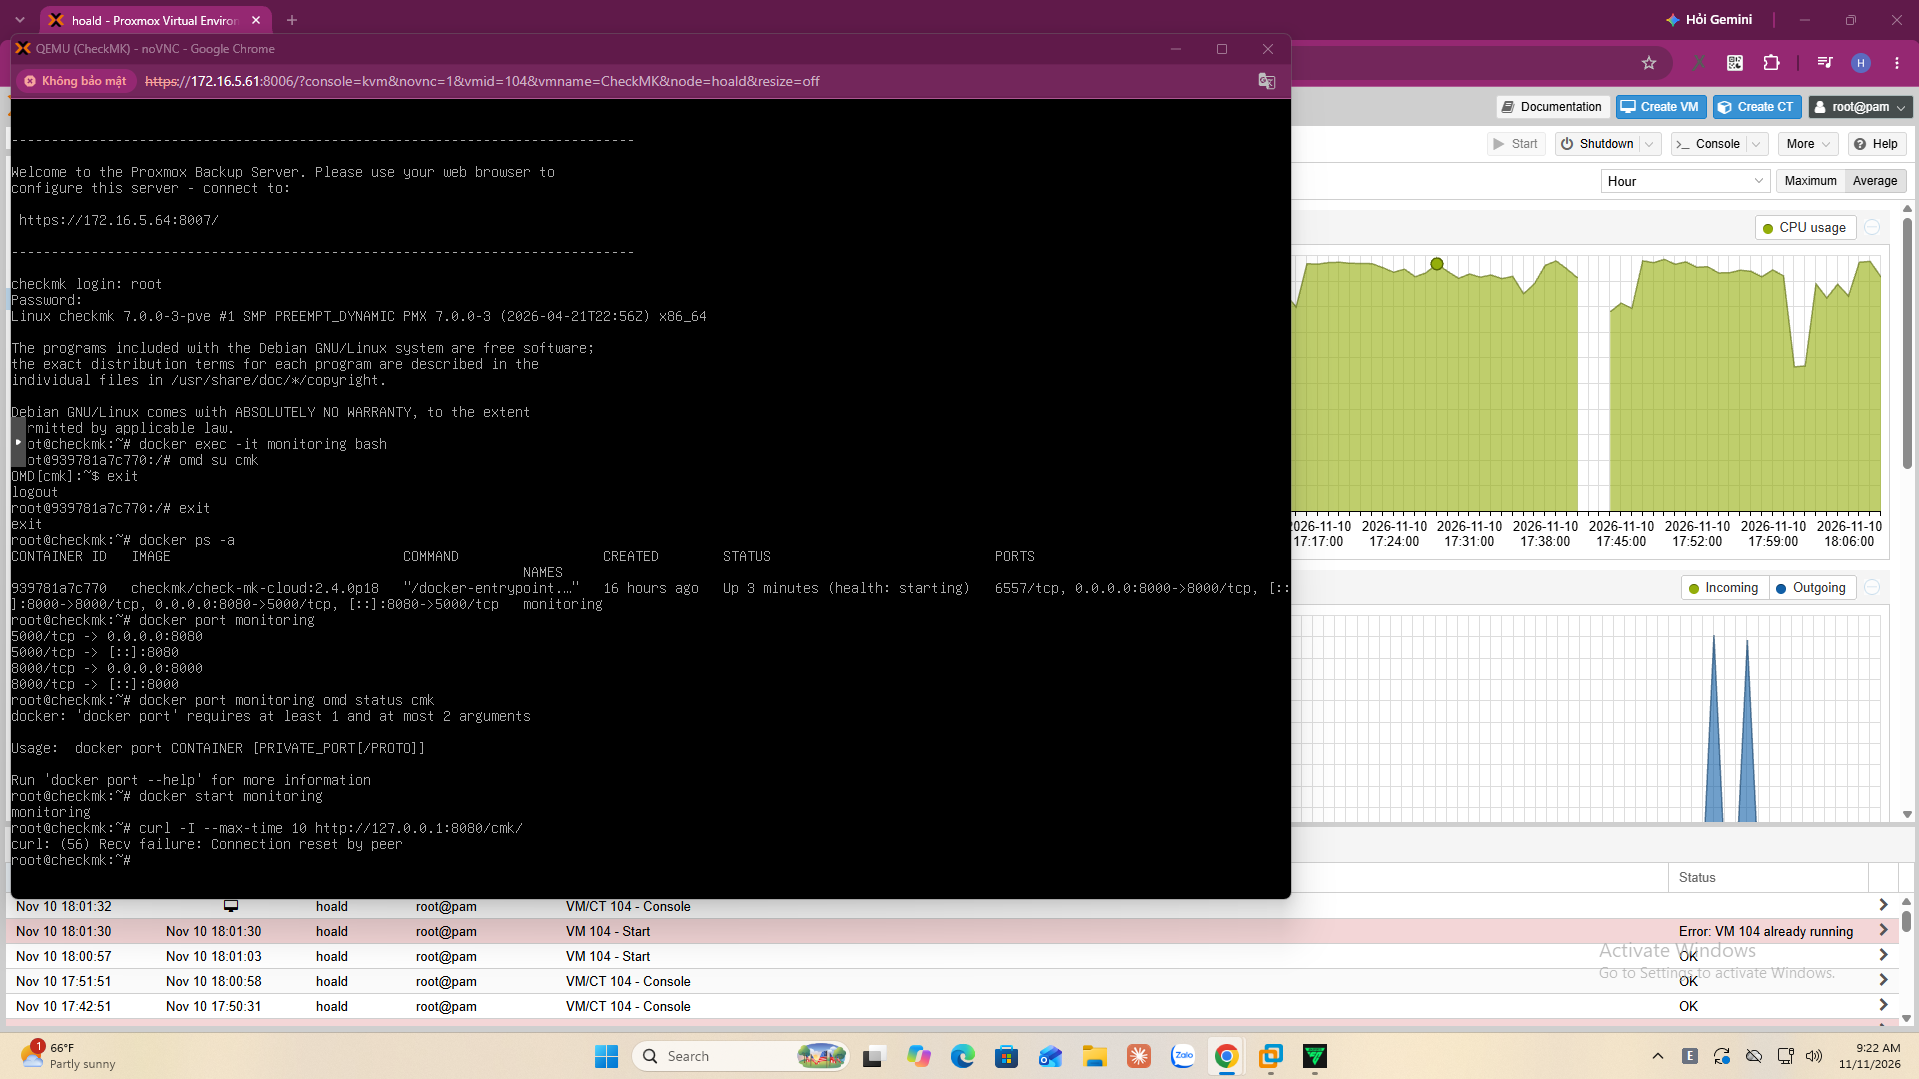 hoald - Proxmox Virtual Environ
Hỏi Gemini
QEMU (CheckMK) - noVNC - Google Chrome
Không bảo mật
https://172.16.5.61:8006/?console=kvm&novnc=1&vmid=104&vmname=CheckMK&node=hoald&resize=off
H
Documentation
Create VM
Create CT
root@pam
Start
Shutdown
Console
More
Help
Hour
Maximum
Average
-------------------------------------------------------------------------------
Welcome to the Proxmox Backup Server. Please use your web browser to
configure this server - connect to:
https://172.16.5.64:8007/
-------------------------------------------------------------------------------
checkmk login: root
Password:
Linux checkmk 7.0.0-3-pve #1 SMP PREEMPT_DYNAMIC PMX 7.0.0-3 (2026-04-21T22:56Z) x86_64
The programs included with the Debian GNU/Linux system are free software;
the exact distribution terms for each program are described in the
individual files in /usr/share/doc/*/copyright.
Debian GNU/Linux comes with ABSOLUTELY NO WARRANTY, to the extent
rmitted by applicable law.
ot@checkmk:~# docker exec -it monitoring bash
ot@939781a7c770:/# omd su cmk
OMD[cmk]:~$ exit
logout
root@939781a7c770:/# exit
exit
root@checkmk:~# docker ps -a
CONTAINER ID IMAGE COMMAND CREATED STATUS PORTS
NAMES
939781a7c770 checkmk/check-mk-cloud:2.4.0p18 "/docker-entrypoint.…" 16 hours ago Up 3 minutes (health: starting) 6557/tcp, 0.0.0.0:8000->8000/tcp, [::
]:8000->8000/tcp, 0.0.0.0:8080->5000/tcp, [::]:8080->5000/tcp monitoring
root@checkmk:~# docker port monitoring
5000/tcp -> 0.0.0.0:8080
5000/tcp -> [::]:8080
8000/tcp -> 0.0.0.0:8000
8000/tcp -> [::]:8000
root@checkmk:~# docker port monitoring omd status cmk
docker: 'docker port' requires at least 1 and at most 2 arguments
Usage: docker port CONTAINER [PRIVATE_PORT[/PROTO]]
Run 'docker port --help' for more information
root@checkmk:~# docker start monitoring
monitoring
root@checkmk:~# curl -I --max-time 10 http://127.0.0.1:8080/cmk/
curl: (56) Recv failure: Connection reset by peer
root@checkmk:~#
CPU usage
2026-11-10 2026-11-10 2026-11-10 2026-11-10 2026-11-10 2026-11-10 2026-11-10 2026-11-10
17:17:00 17:24:00 17:31:00 17:38:00 17:45:00 17:52:00 17:59:00 18:06:00
Incoming
Outgoing
Status
Nov 10 18:01:32 hoald root@pam VM/CT 104 - Console
Nov 10 18:01:30 Nov 10 18:01:30 hoald root@pam VM 104 - Start Error: VM 104 already running
Nov 10 18:00:57 Nov 10 18:01:03 hoald root@pam VM 104 - Start OK
Nov 10 17:51:51 Nov 10 18:00:58 hoald root@pam VM/CT 104 - Console OK
Nov 10 17:42:51 Nov 10 17:50:31 hoald root@pam VM/CT 104 - Console OK
Activate Windows
Go to Settings to activate Windows.
1
66°F
Partly sunny
Search
Zalo
E
9:22 AM
11/11/2026